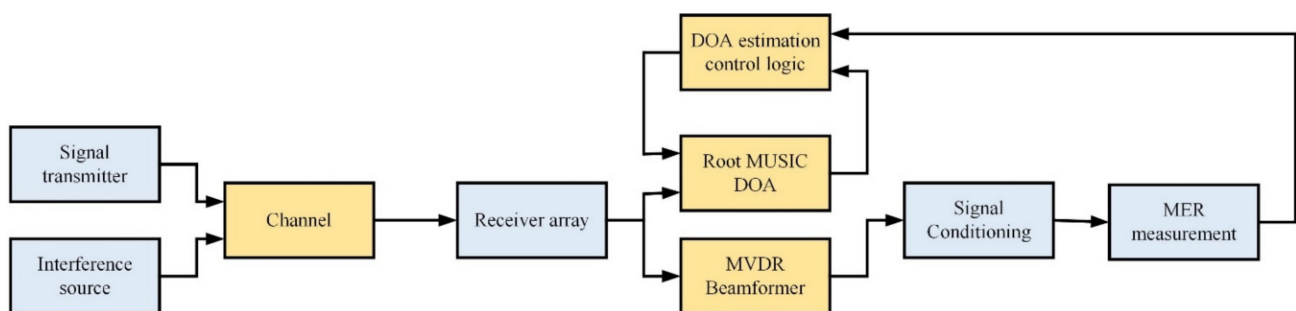 DOA estimation
control logic
Signal
transmitter
Root MUSIC
DOA
Channel
Receiver array
Signal
Conditioning
MER
measurement
Interference
source
MVDR
Beamformer